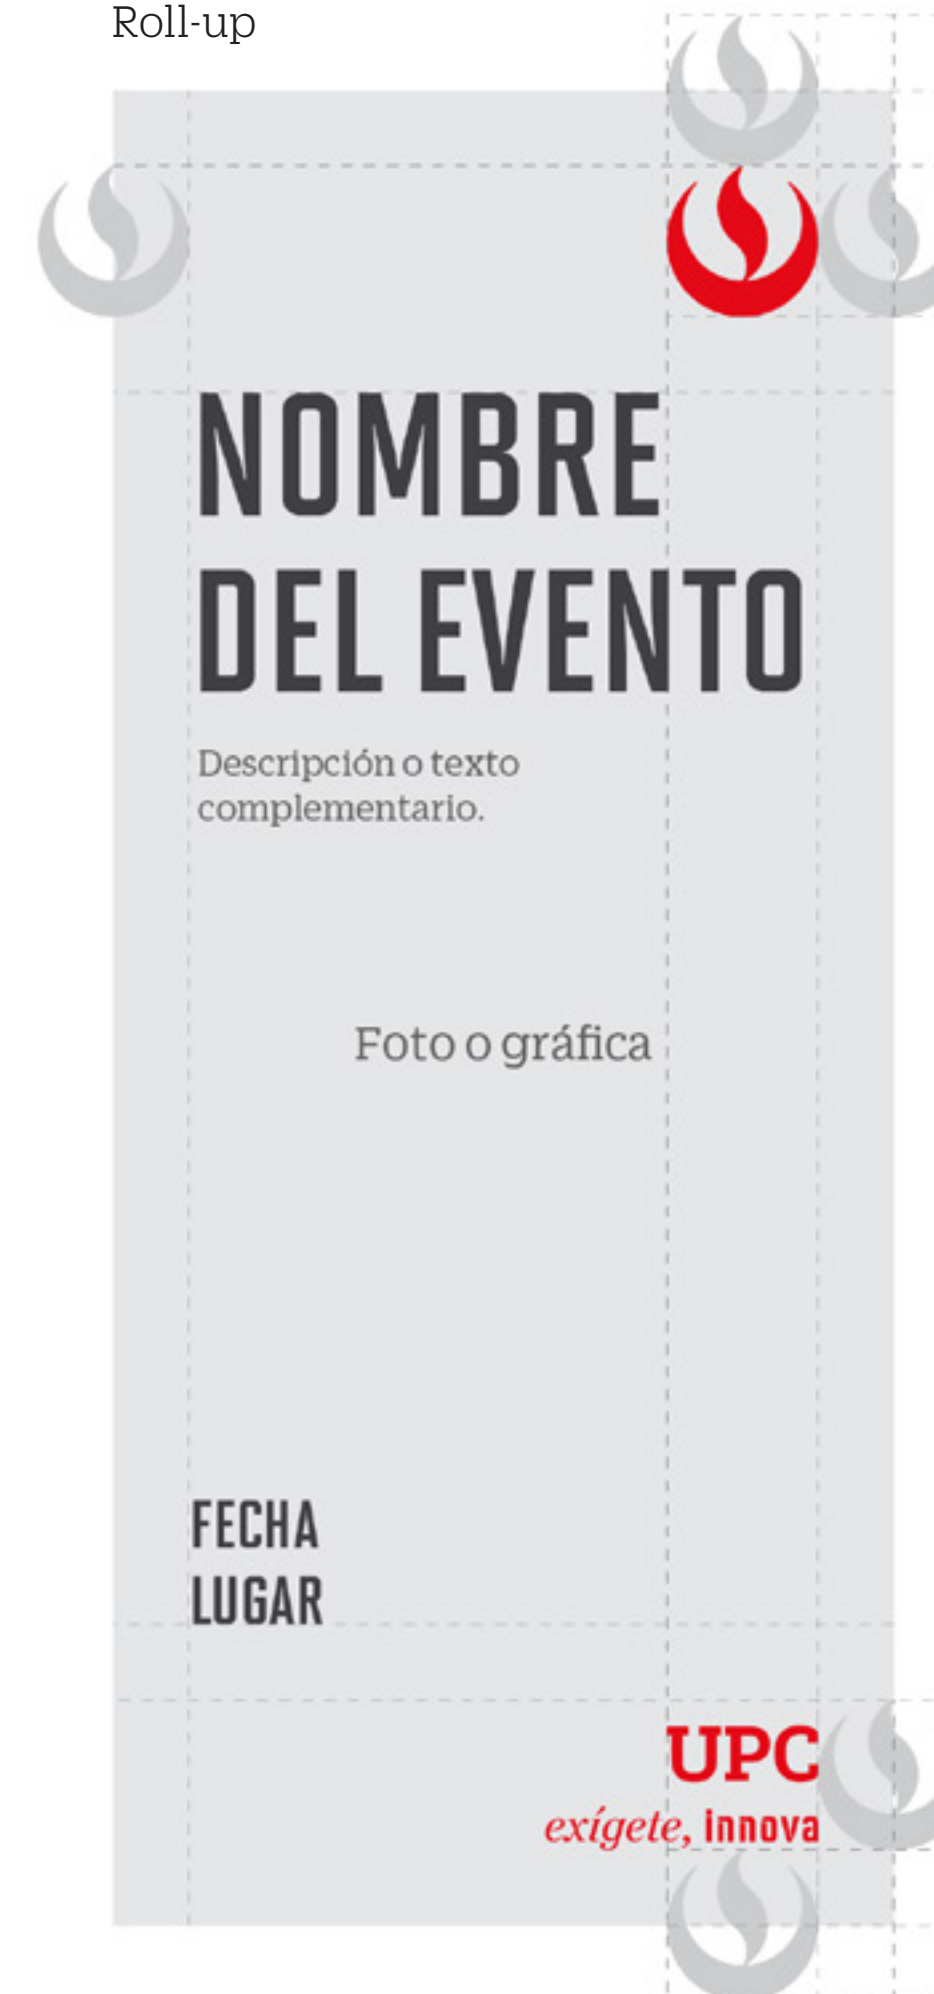 Roll-up
NOMBRE
DEL EVENTO
Descripción o texto
complementario.
Foto o gráfica
FECHA
LUGAR
UPC
exígete, innova